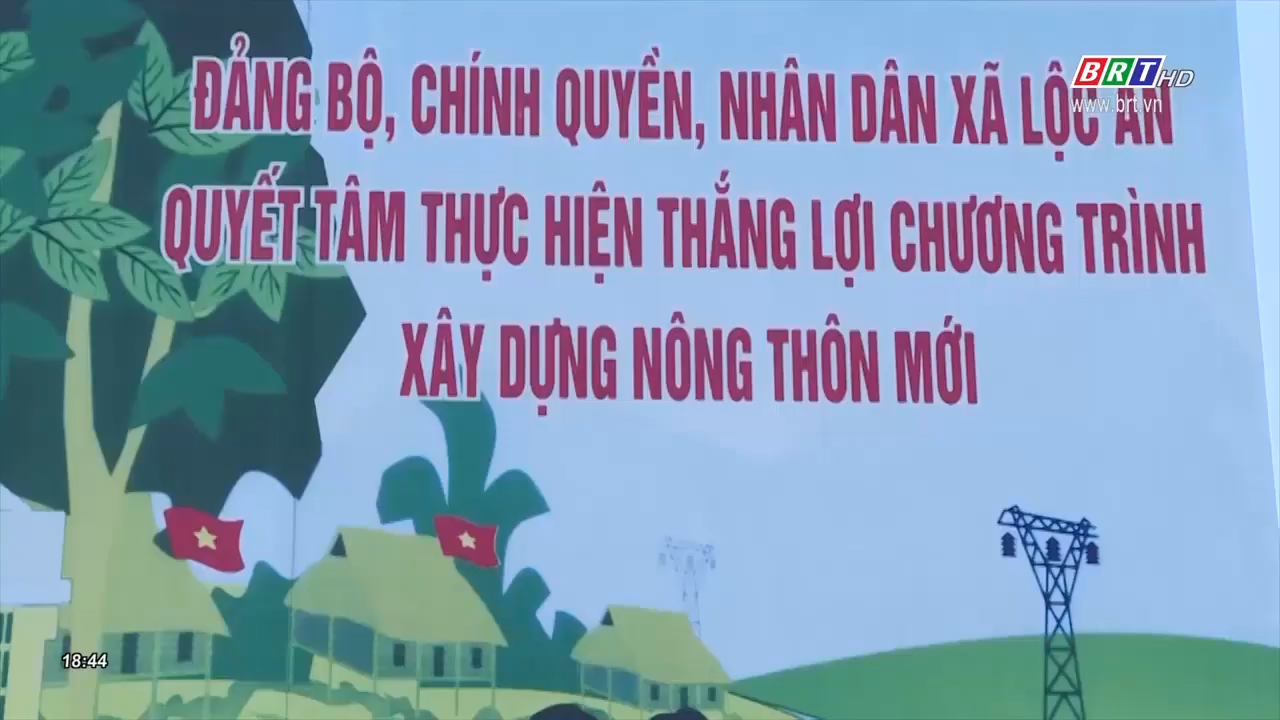 BRT HD
www.brt.vn
ĐẢNG BỘ, CHÍNH QUYỀN, NHÂN DÂN XÃ LỘC AN
QUYẾT TÂM THỰC HIỆN THẮNG LỢI CHƯƠNG TRÌNH
XÂY DỰNG NÔNG THÔN MỚI
18:44